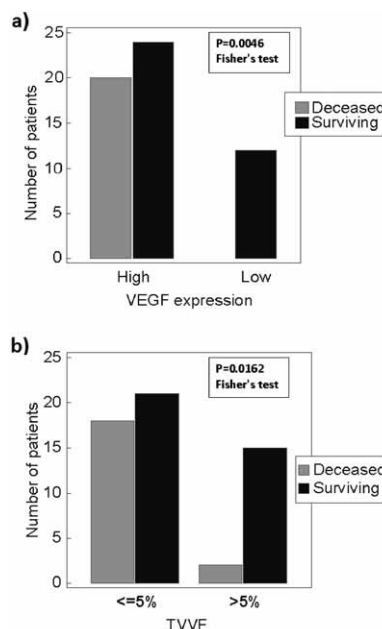 a)
25
20
15
10
5
0
Number of patients
P=0.0046
Fisher's test
Deceased
Surviving
High Low
VEGF expression
b)
25
20
15
10
5
0
Number of patients
P=0.0162
Fisher's test
Deceased
Surviving
<=5% >5%
TVVF